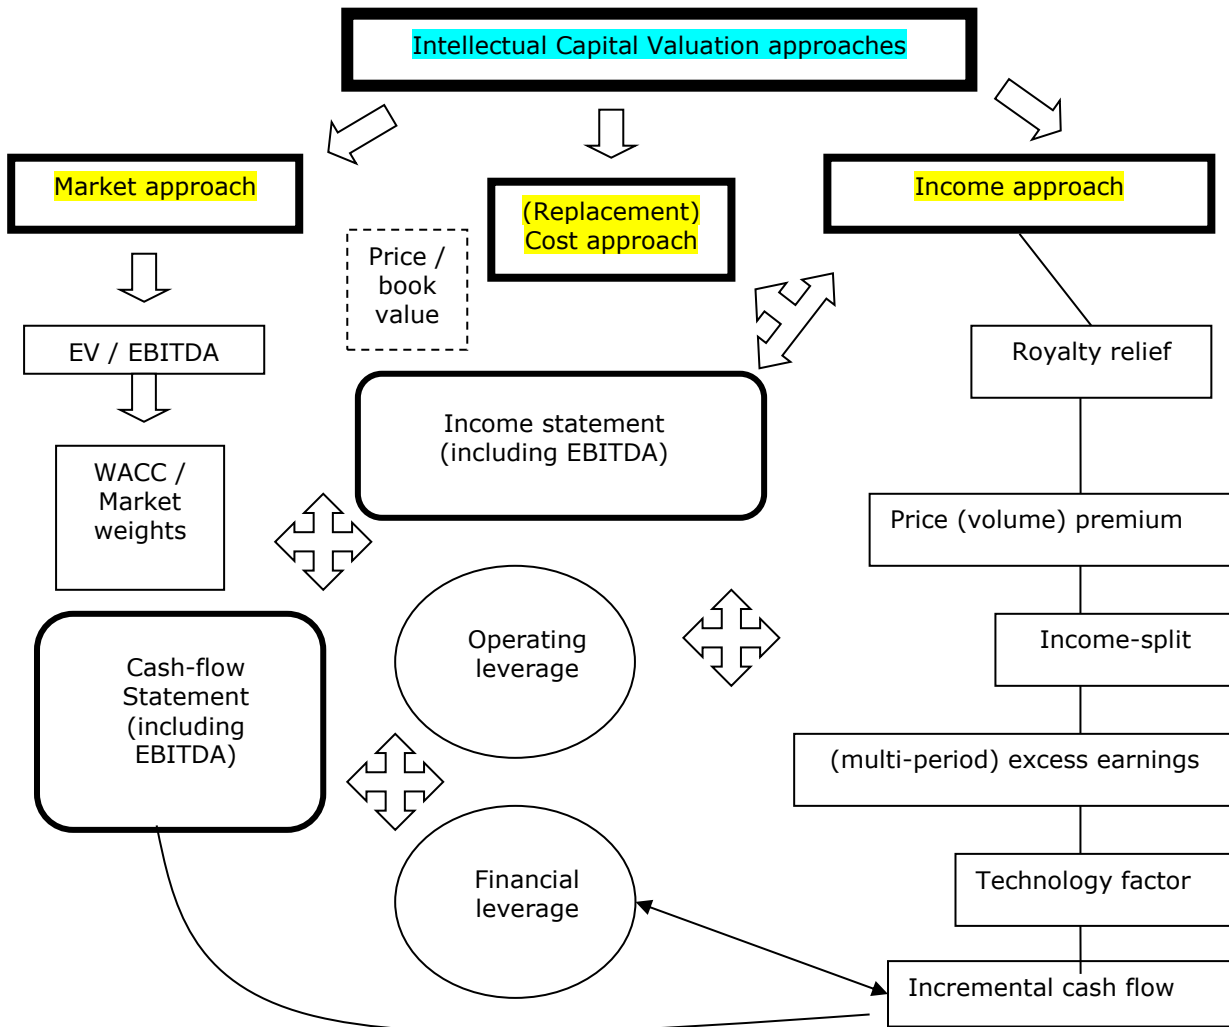 Intellectual Capital Valuation approaches
Market approach
(Replacement)
Cost approach
Income approach
Price /
book
value
EV / EBITDA
Royalty relief
Income statement
(including EBITDA)
WACC /
Market
weights
Price (volume) premium
Operating
leverage
Income-split
Cash-flow
Statement
(including
EBITDA)
(multi-period) excess earnings
Financial
leverage
Technology factor
Incremental cash flow